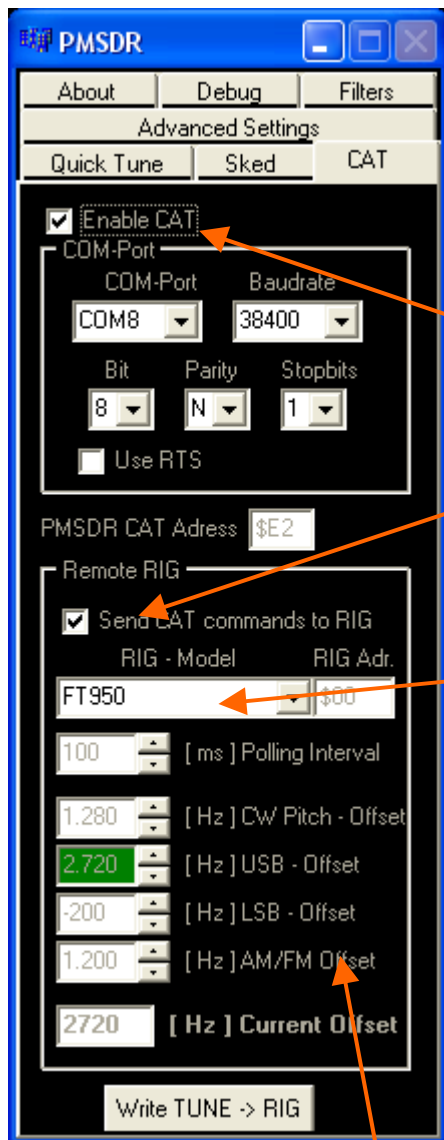 PMSDR
About Debug Filters
Advanced Settings
Quick Tune Sked CAT
Enable CAT
COM-Port
COM-Port Baudrate
COM8 38400
Bit Parity Stopbits
8 N 1
Use RTS
PMSDR CAT Adress $E2
Remote RIG
Send CAT commands to RIG
RIG - Model RIG Adr.
FT950 $00
100 [ ms ] Polling Interval
1.280 [ Hz ] CW Pitch - Offset
2.720 [ Hz ] USB - Offset
-200 [ Hz ] LSB - Offset
1.200 [ Hz ] AM/FM Offset
2720 [ Hz ] Current Offset
Write TUNE -> RIG